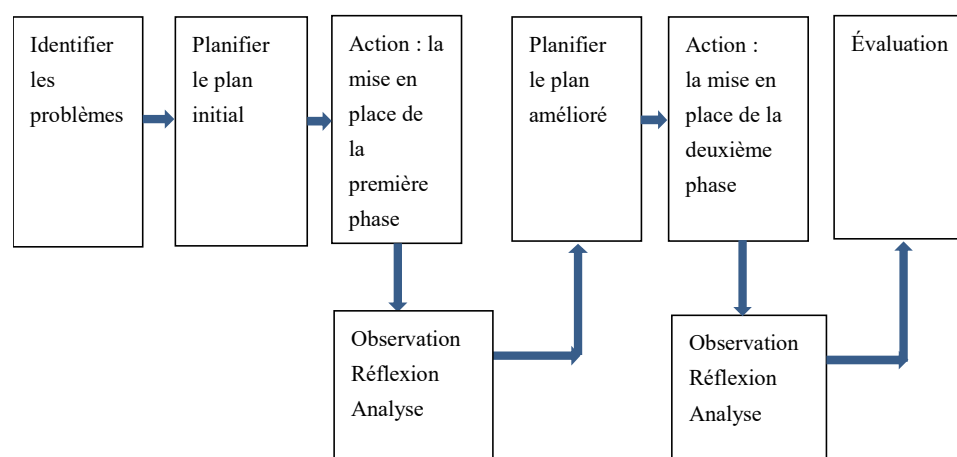 Identifier
les
problèmes
Planifier
le plan
initial
Action : la
mise en
place de
la
première
phase
Observation
Réflexion
Analyse
Planifier
le plan
amélioré
Action :
la mise en
place de la
deuxième
phase
Observation
Réflexion
Analyse
Évaluation